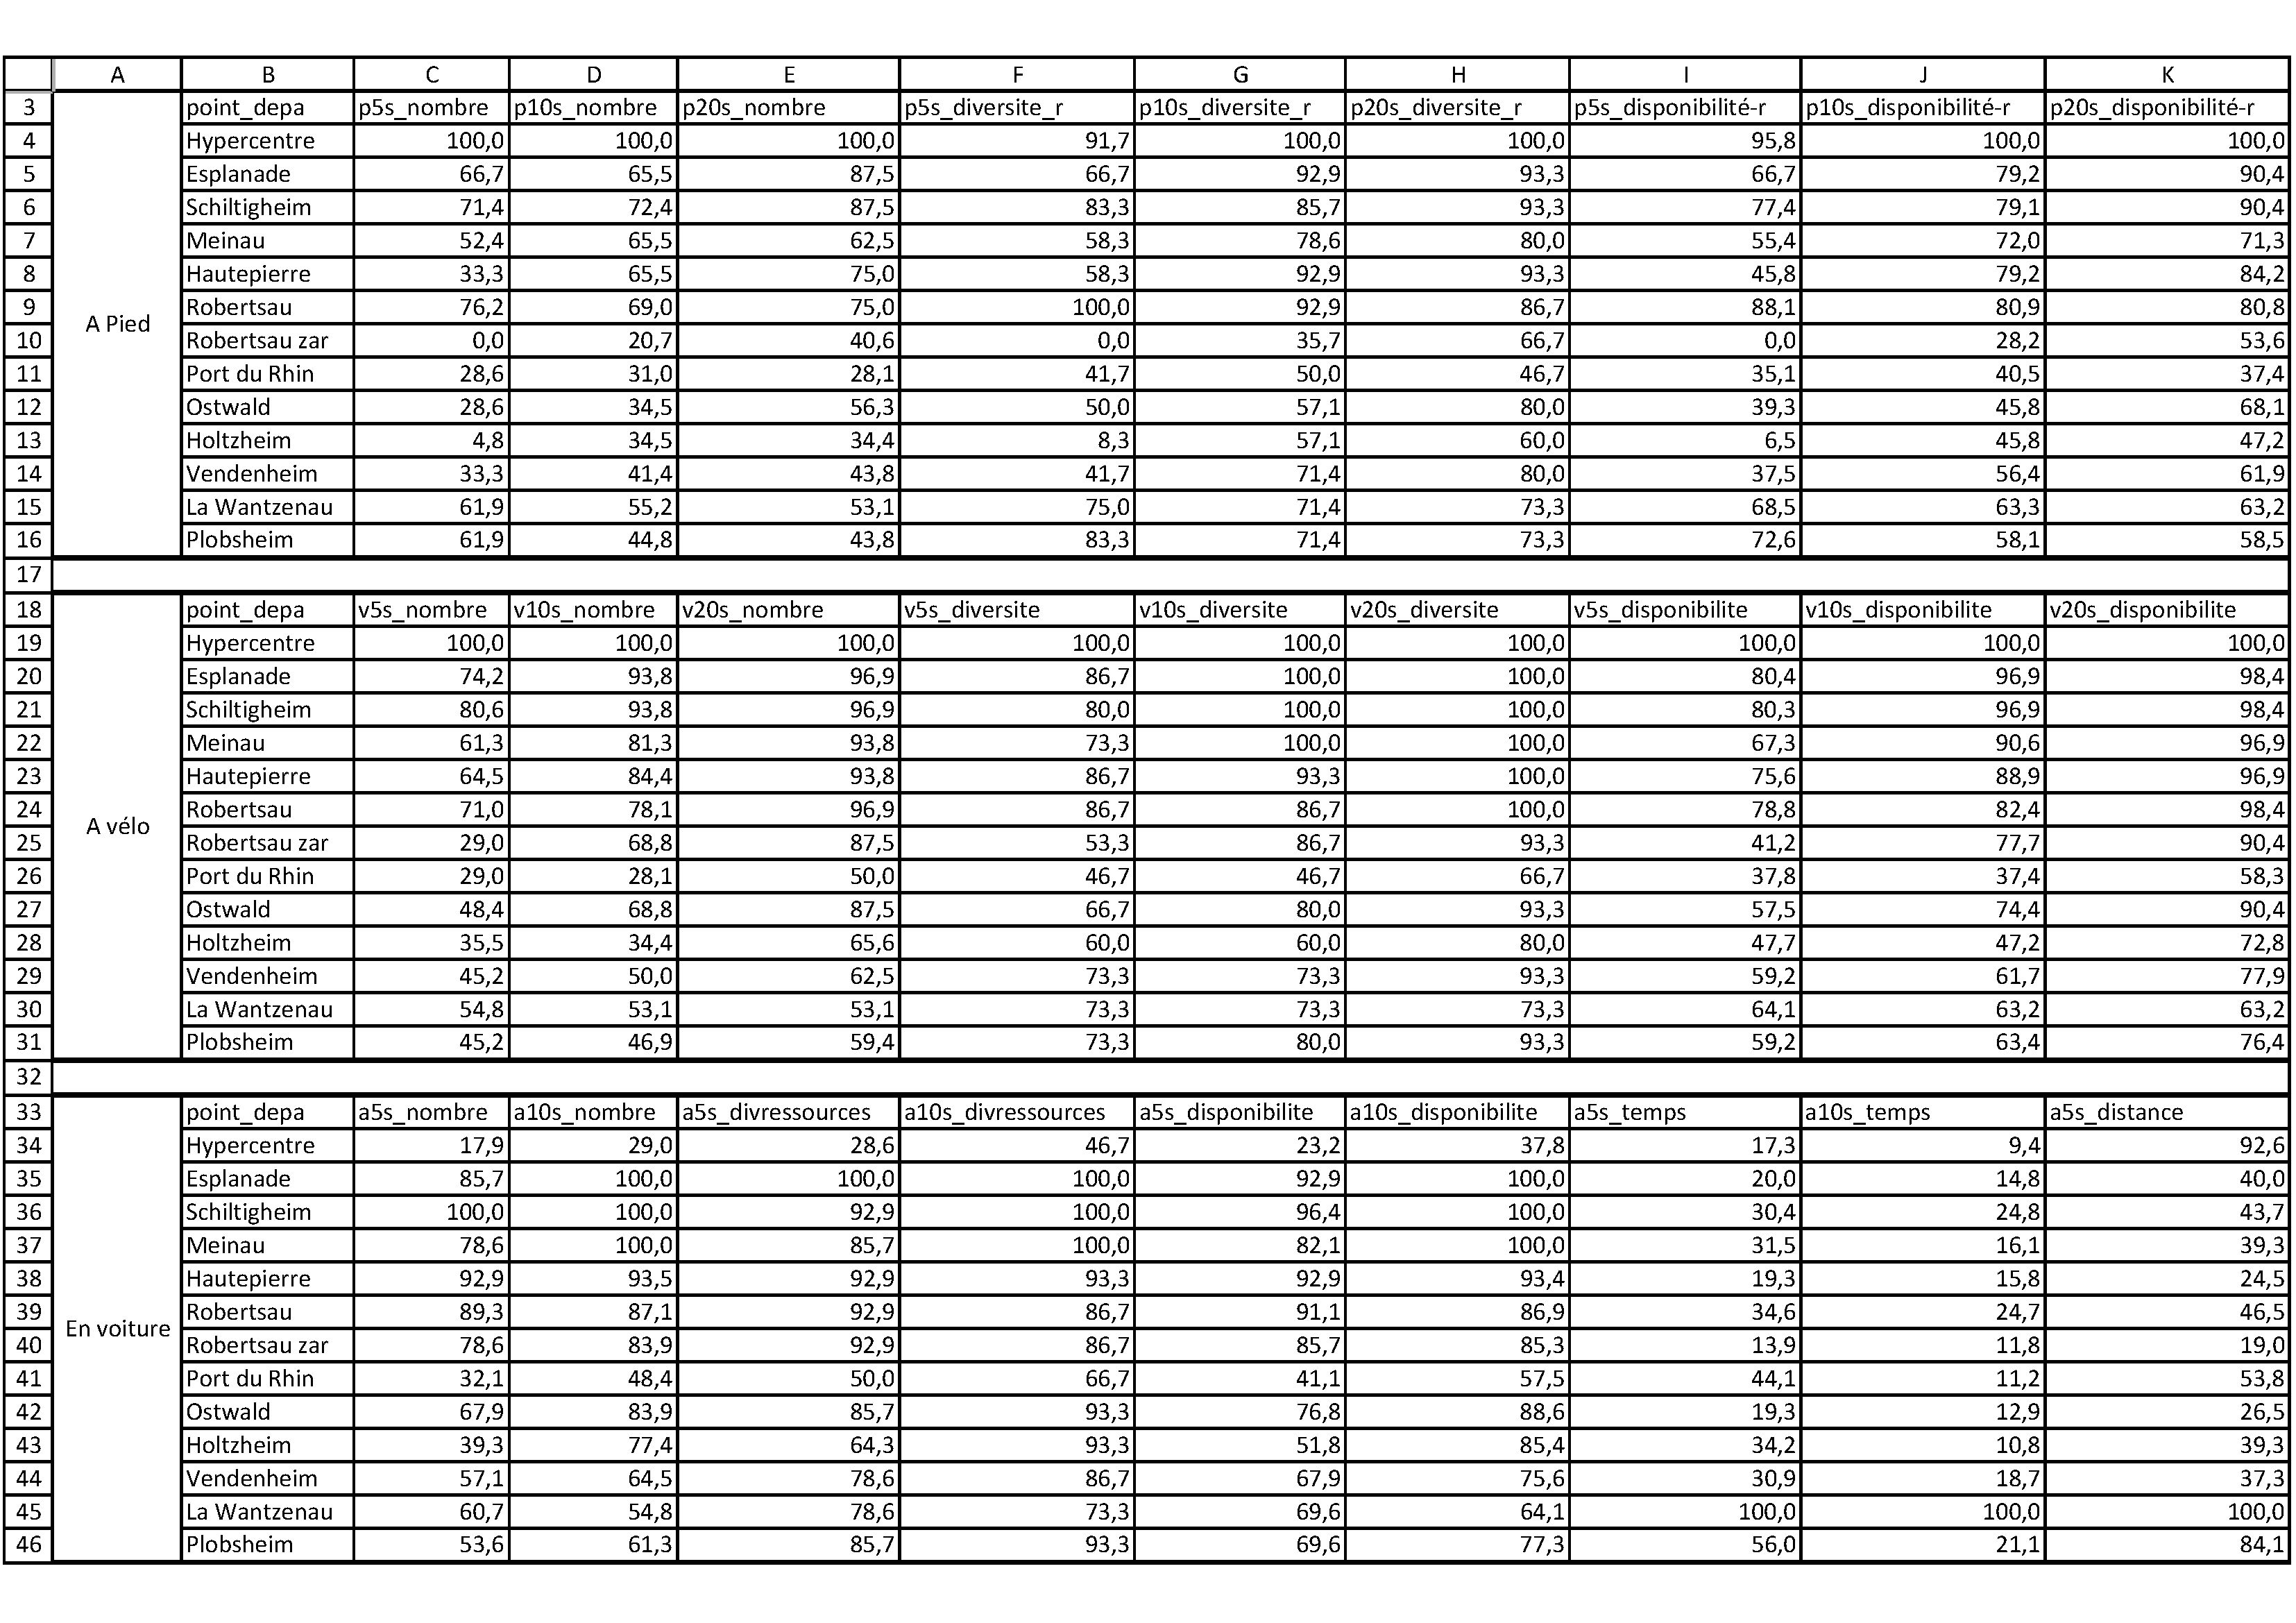 A B C D E F G H I J K
3 point_depa p5s_nombre p10s_nombre p20s_nombre p5s_diversite_r p10s_diversite_r p20s_diversite_r p5s_disponibilité-r p10s_disponibilité-r p20s_disponibilité-r
4 Hypercentre 100,0 100,0 100,0 91,7 100,0 100,0 95,8 100,0 100,0
5 Esplanade 66,7 65,5 87,5 66,7 92,9 93,3 66,7 79,2 90,4
6 Schiltigheim 71,4 72,4 87,5 83,3 85,7 93,3 77,4 79,1 90,4
7 Meinau 52,4 65,5 62,5 58,3 78,6 80,0 55,4 72,0 71,3
8 Hautepierre 33,3 65,5 75,0 58,3 92,9 93,3 45,8 79,2 84,2
9 Robertsau 76,2 69,0 75,0 100,0 92,9 86,7 88,1 80,9 80,8
A Pied
10 Robertsau zar 0,0 20,7 40,6 0,0 35,7 66,7 0,0 28,2 53,6
11 Port du Rhin 28,6 31,0 28,1 41,7 50,0 46,7 35,1 40,5 37,4
12 Ostwald 28,6 34,5 56,3 50,0 57,1 80,0 39,3 45,8 68,1
13 Holtzheim 4,8 34,5 34,4 8,3 57,1 60,0 6,5 45,8 47,2
14 Vendenheim 33,3 41,4 43,8 41,7 71,4 80,0 37,5 56,4 61,9
15 La Wantzenau 61,9 55,2 53,1 75,0 71,4 73,3 68,5 63,3 63,2
16 Plobsheim 61,9 44,8 43,8 83,3 71,4 73,3 72,6 58,1 58,5
17
18 point_depa v5s_nombre v10s_nombre v20s_nombre v5s_diversite v10s_diversite v20s_diversite v5s_disponibilite v10s_disponibilite v20s_disponibilite
19 Hypercentre 100,0 100,0 100,0 100,0 100,0 100,0 100,0 100,0 100,0
20 Esplanade 74,2 93,8 96,9 86,7 100,0 100,0 80,4 96,9 98,4
21 Schiltigheim 80,6 93,8 96,9 80,0 100,0 100,0 80,3 96,9 98,4
22 Meinau 61,3 81,3 93,8 73,3 100,0 100,0 67,3 90,6 96,9
23 Hautepierre 64,5 84,4 93,8 86,7 93,3 100,0 75,6 88,9 96,9
24 Robertsau 71,0 78,1 96,9 86,7 86,7 100,0 78,8 82,4 98,4
A vélo
25 Robertsau zar 29,0 68,8 87,5 53,3 86,7 93,3 41,2 77,7 90,4
26 Port du Rhin 29,0 28,1 50,0 46,7 46,7 66,7 37,8 37,4 58,3
27 Ostwald 48,4 68,8 87,5 66,7 80,0 93,3 57,5 74,4 90,4
28 Holtzheim 35,5 34,4 65,6 60,0 60,0 80,0 47,7 47,2 72,8
29 Vendenheim 45,2 50,0 62,5 73,3 73,3 93,3 59,2 61,7 77,9
30 La Wantzenau 54,8 53,1 53,1 73,3 73,3 73,3 64,1 63,2 63,2
31 Plobsheim 45,2 46,9 59,4 73,3 80,0 93,3 59,2 63,4 76,4
32
33 point_depa a5s_nombre a10s_nombre a5s_divressources a10s_divressources a5s_disponibilite a10s_disponibilite a5s_temps a10s_temps a5s_distance
34 Hypercentre 17,9 29,0 28,6 46,7 23,2 37,8 17,3 9,4 92,6
35 Esplanade 85,7 100,0 100,0 100,0 92,9 100,0 20,0 14,8 40,0
36 Schiltigheim 100,0 100,0 92,9 100,0 96,4 100,0 30,4 24,8 43,7
37 Meinau 78,6 100,0 85,7 100,0 82,1 100,0 31,5 16,1 39,3
38 Hautepierre 92,9 93,5 92,9 93,3 92,9 93,4 19,3 15,8 24,5
39 Robertsau 89,3 87,1 92,9 86,7 91,1 86,9 34,6 24,7 46,5
En voiture
40 Robertsau zar 78,6 83,9 92,9 86,7 85,7 85,3 13,9 11,8 19,0
41 Port du Rhin 32,1 48,4 50,0 66,7 41,1 57,5 44,1 11,2 53,8
42 Ostwald 67,9 83,9 85,7 93,3 76,8 88,6 19,3 12,9 26,5
43 Holtzheim 39,3 77,4 64,3 93,3 51,8 85,4 34,2 10,8 39,3
44 Vendenheim 57,1 64,5 78,6 86,7 67,9 75,6 30,9 18,7 37,3
45 La Wantzenau 60,7 54,8 78,6 73,3 69,6 64,1 100,0 100,0 100,0
46 Plobsheim 53,6 61,3 85,7 93,3 69,6 77,3 56,0 21,1 84,1